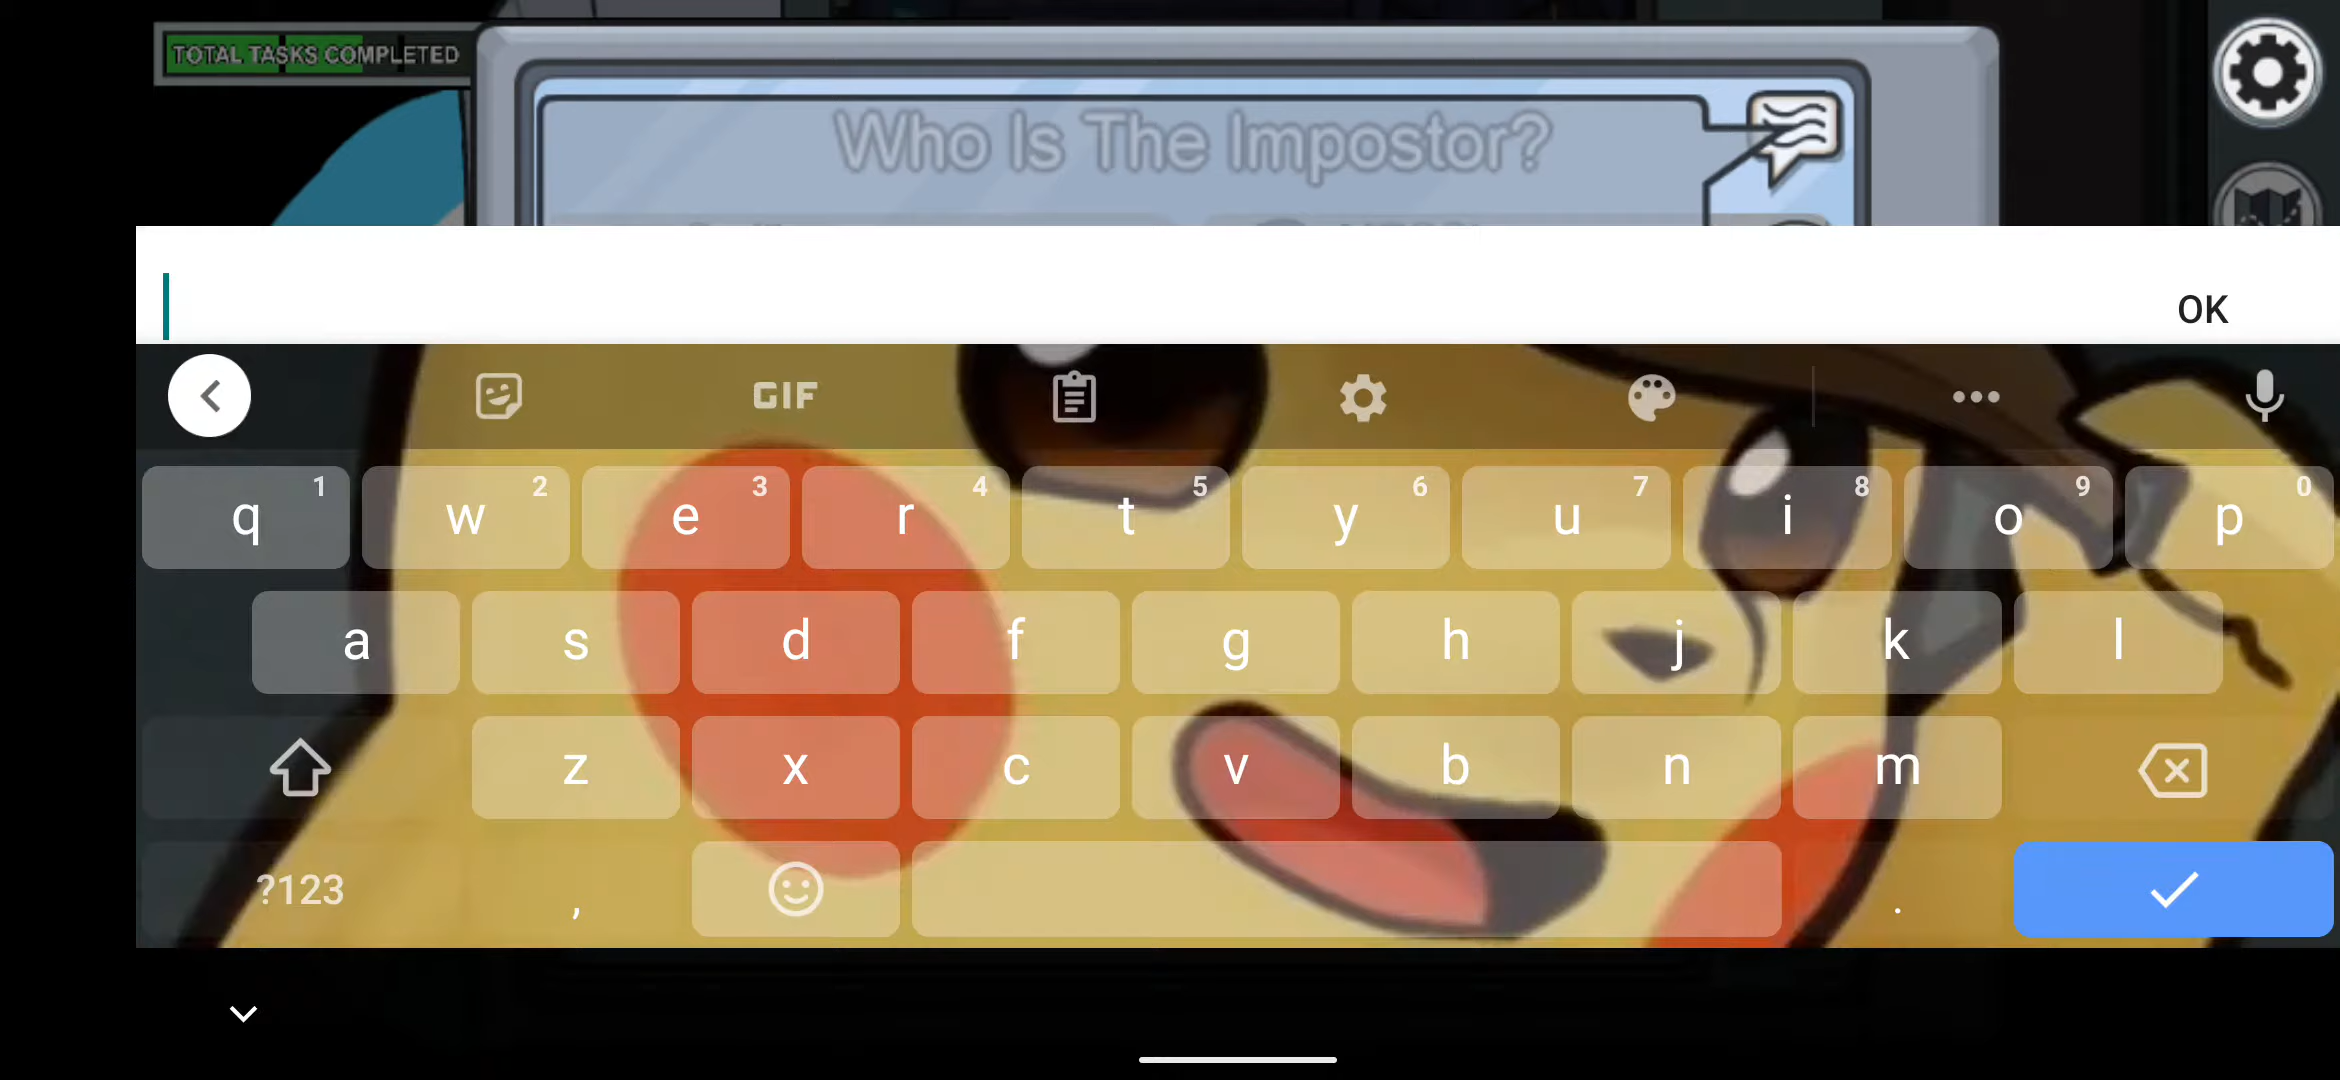 TOTAL TASKS COMPLETED
Who Is The Impostor?
OK
GIF
q 1 w 2 e 3 r 4 t 5 y 6 u 7 i 8 o 9 p 0
a s d f g h j k l
z x c v b n m
?123 , .